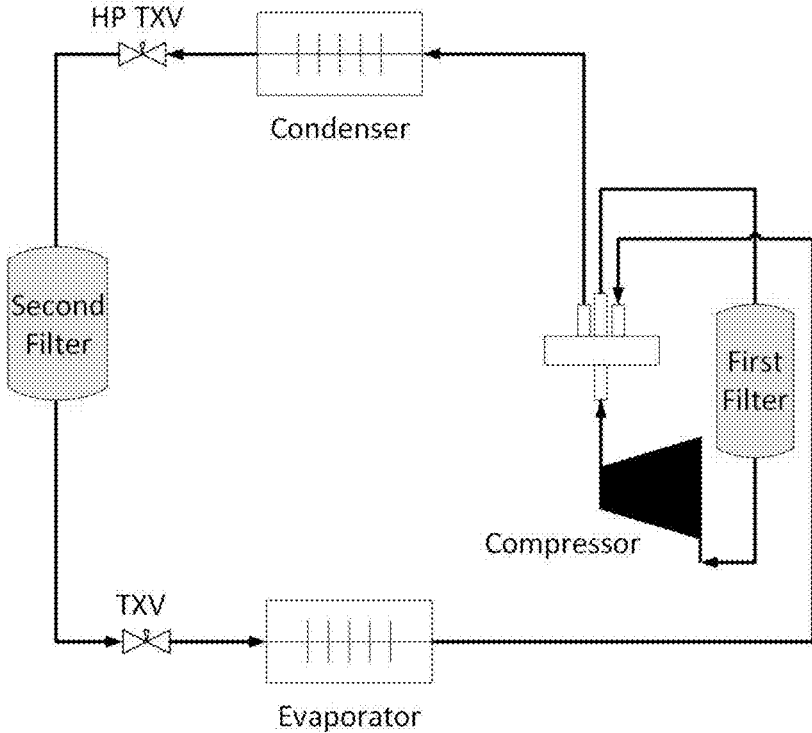 HP TXV
Condenser
Second
Filter
First
Filter
Compressor
TXV
Evaporator